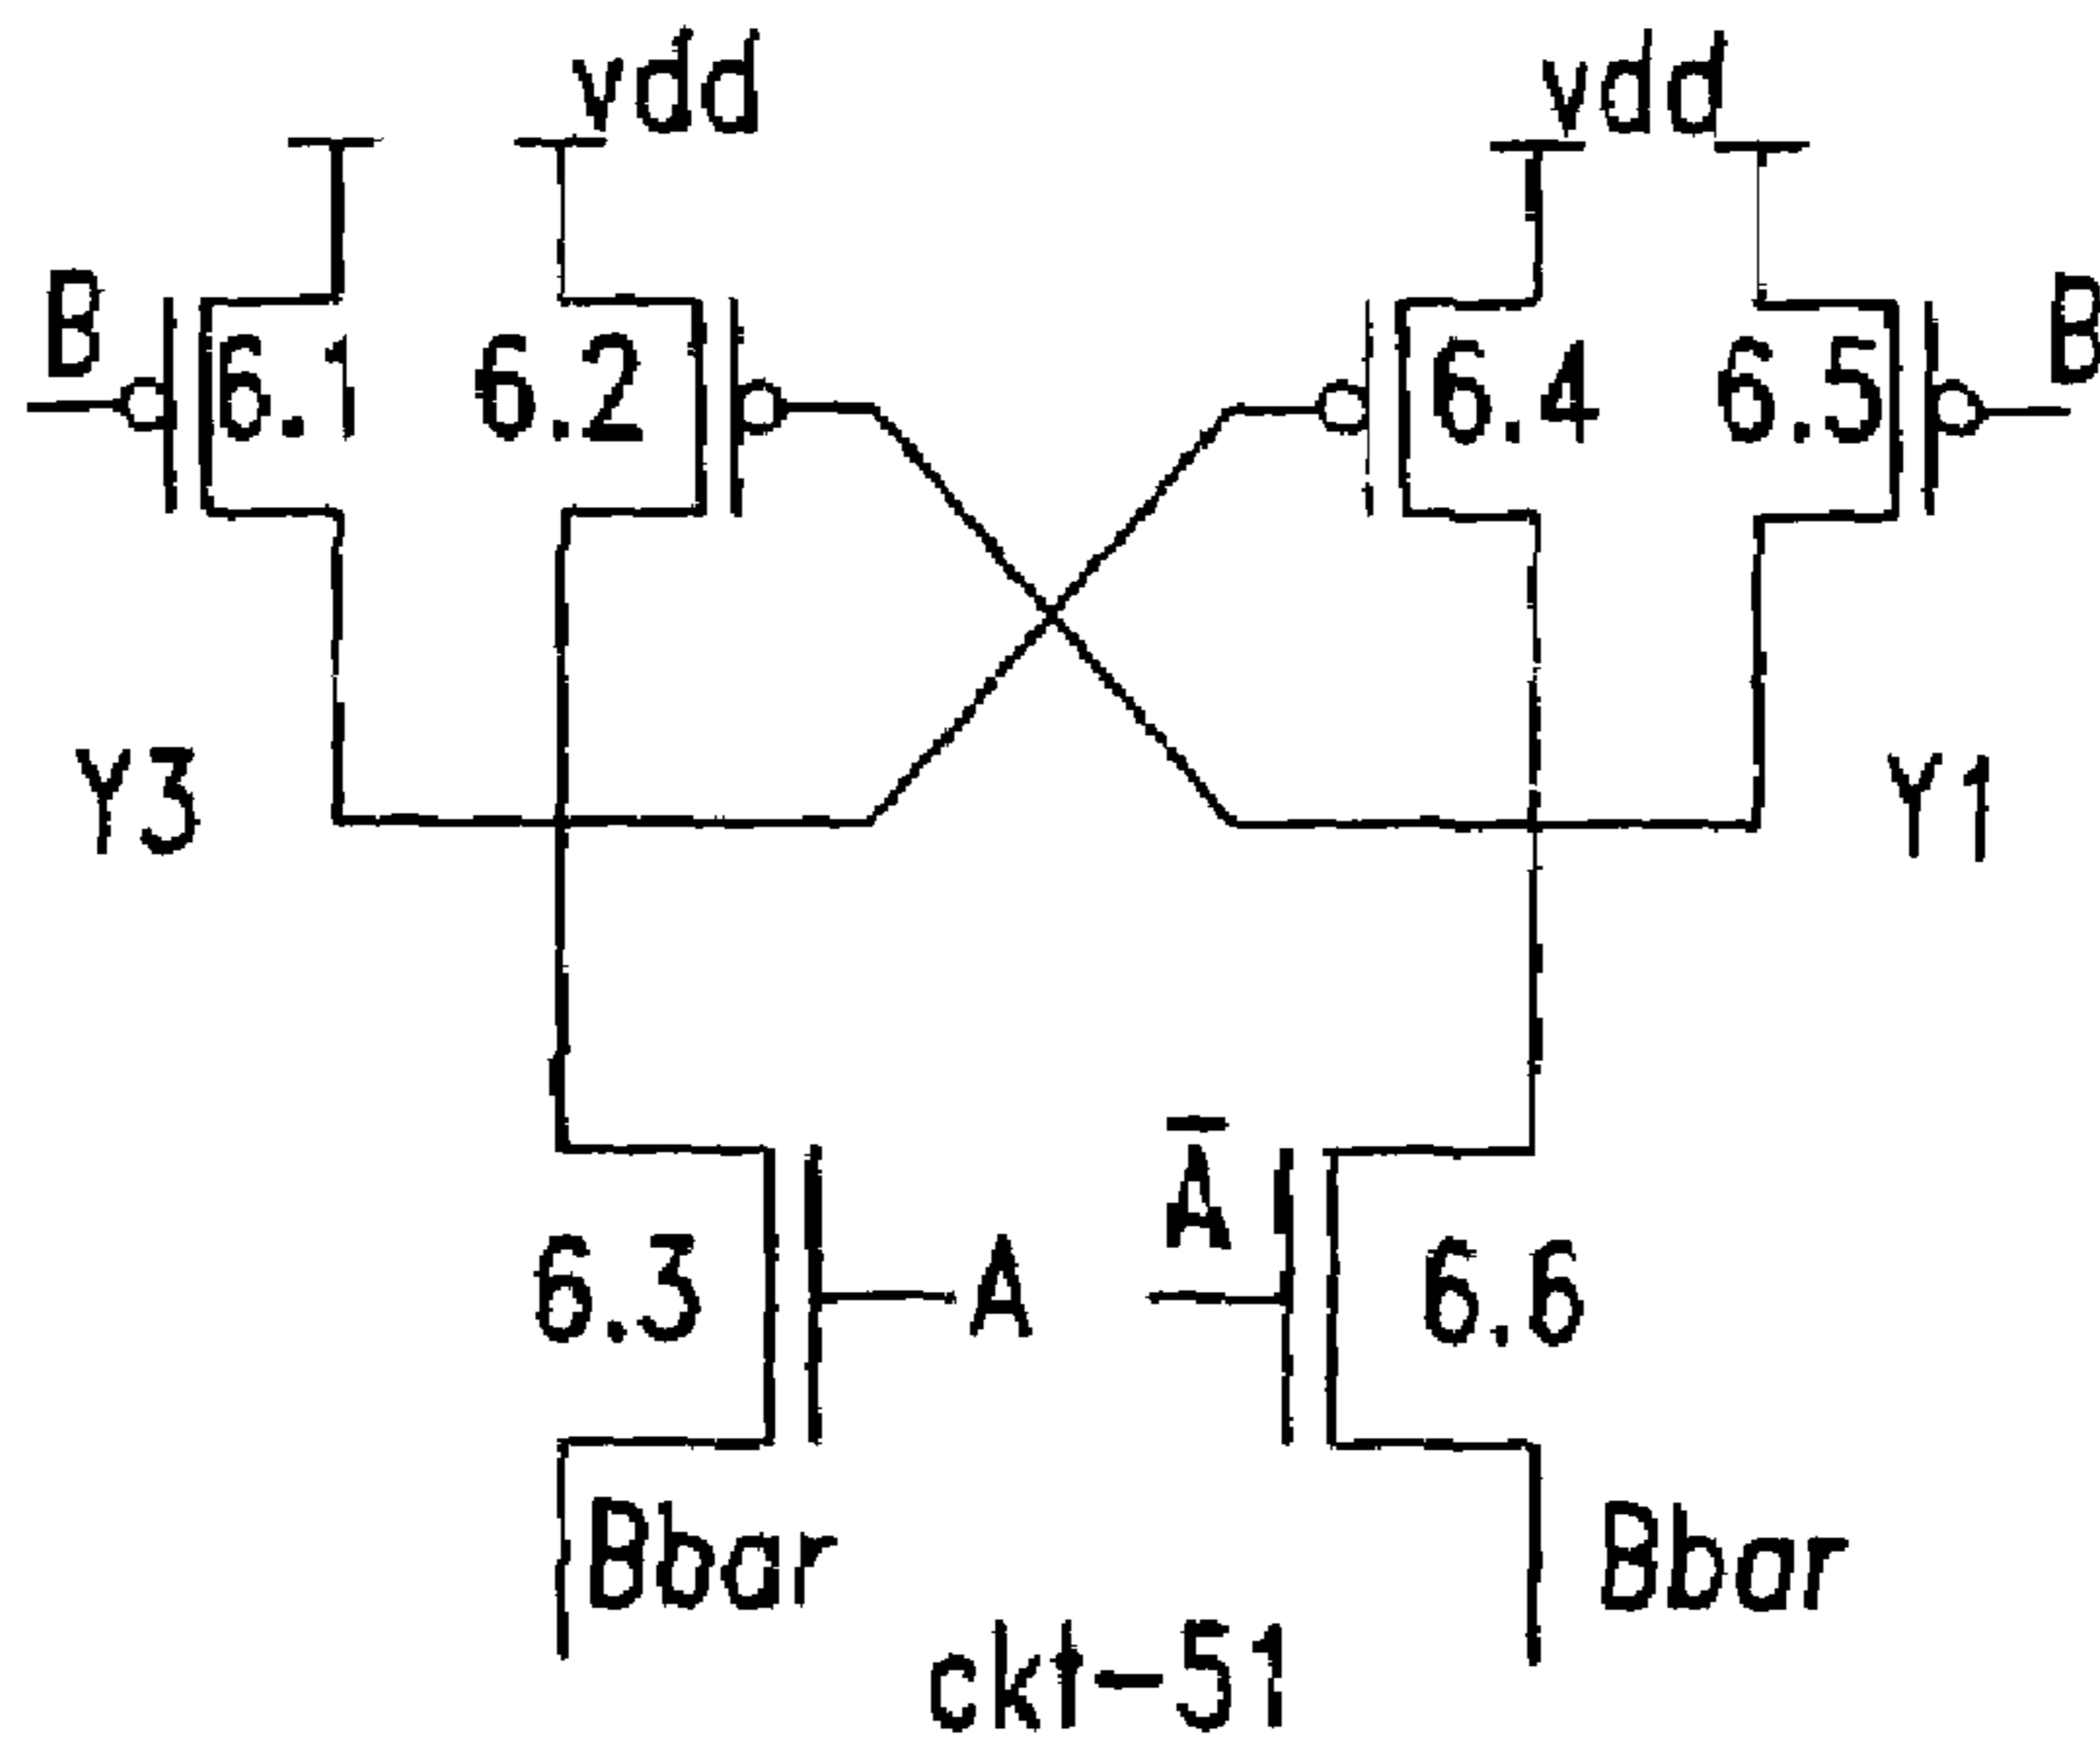 vdd vdd
B 6.1 6.2 6.4 6.5 B
Y3 Y1
Ā
6.3 A 6.6
Bbar Bbar
ckt-51